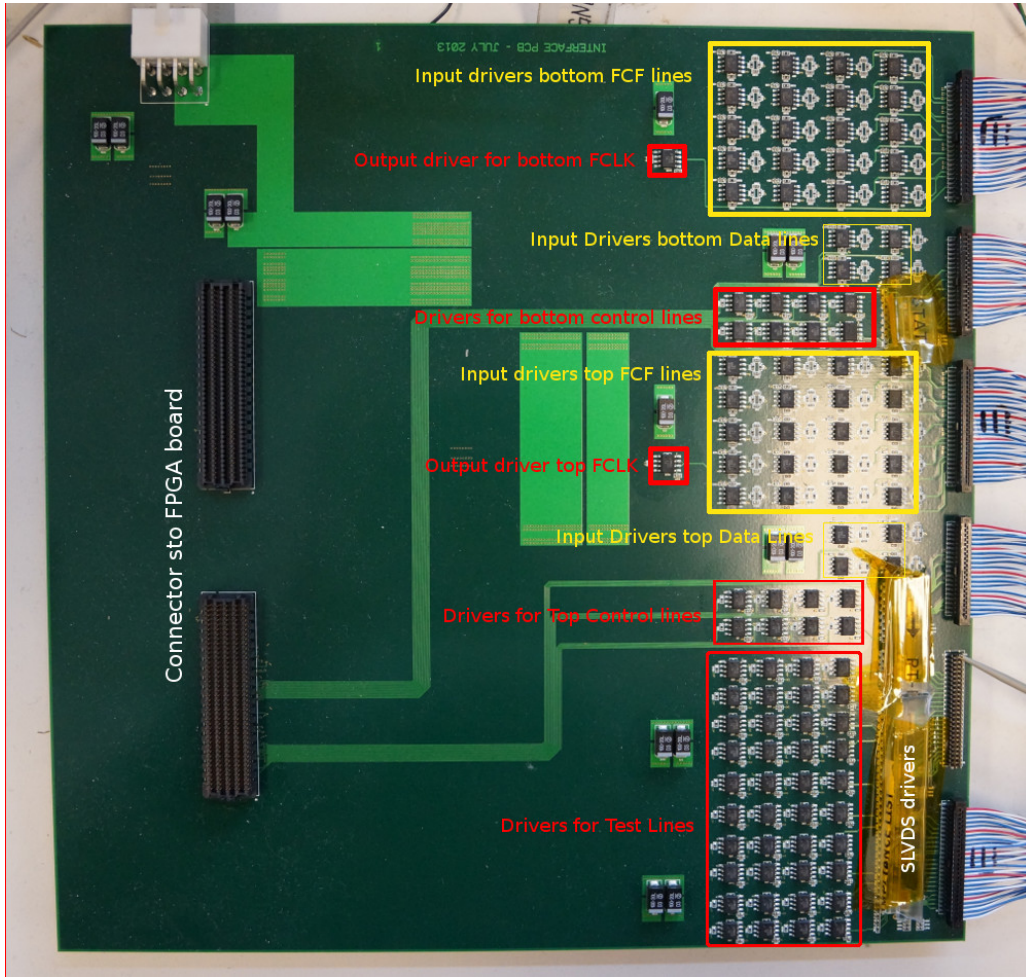 INTERFACE PCB - JULY 2013
1
Input drivers bottom FCF lines
Output driver for bottom FCLK
Input Drivers bottom Data lines
Drivers for bottom control lines
Input drivers top FCF lines
Output driver top FCLK
Input Drivers top Data Lines
Drivers for Top Control lines
Drivers for Test Lines
Connector sto FPGA board
SLVDS drivers